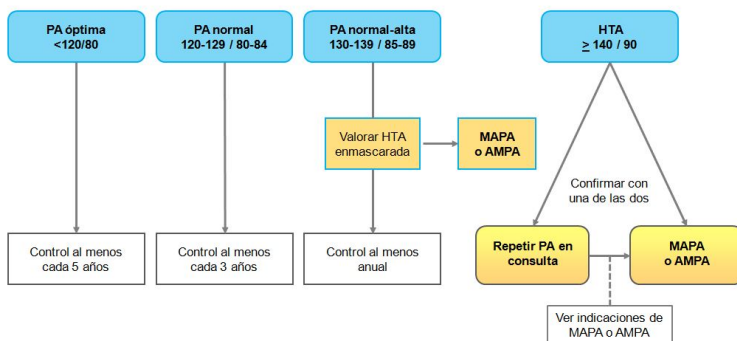 PA óptima
<120/80
PA normal
120-129 / 80-84
PA normal-alta
130-139 / 85-89
HTA
≥ 140 / 90
Valorar HTA
enmascarada
MAPA
o AMPA
Confirmar con
una de las dos
Control al menos
cada 5 años
Control al menos
cada 3 años
Control al menos
anual
Repetir PA en
consulta
MAPA
o AMPA
Ver indicaciones de
MAPA o AMPA